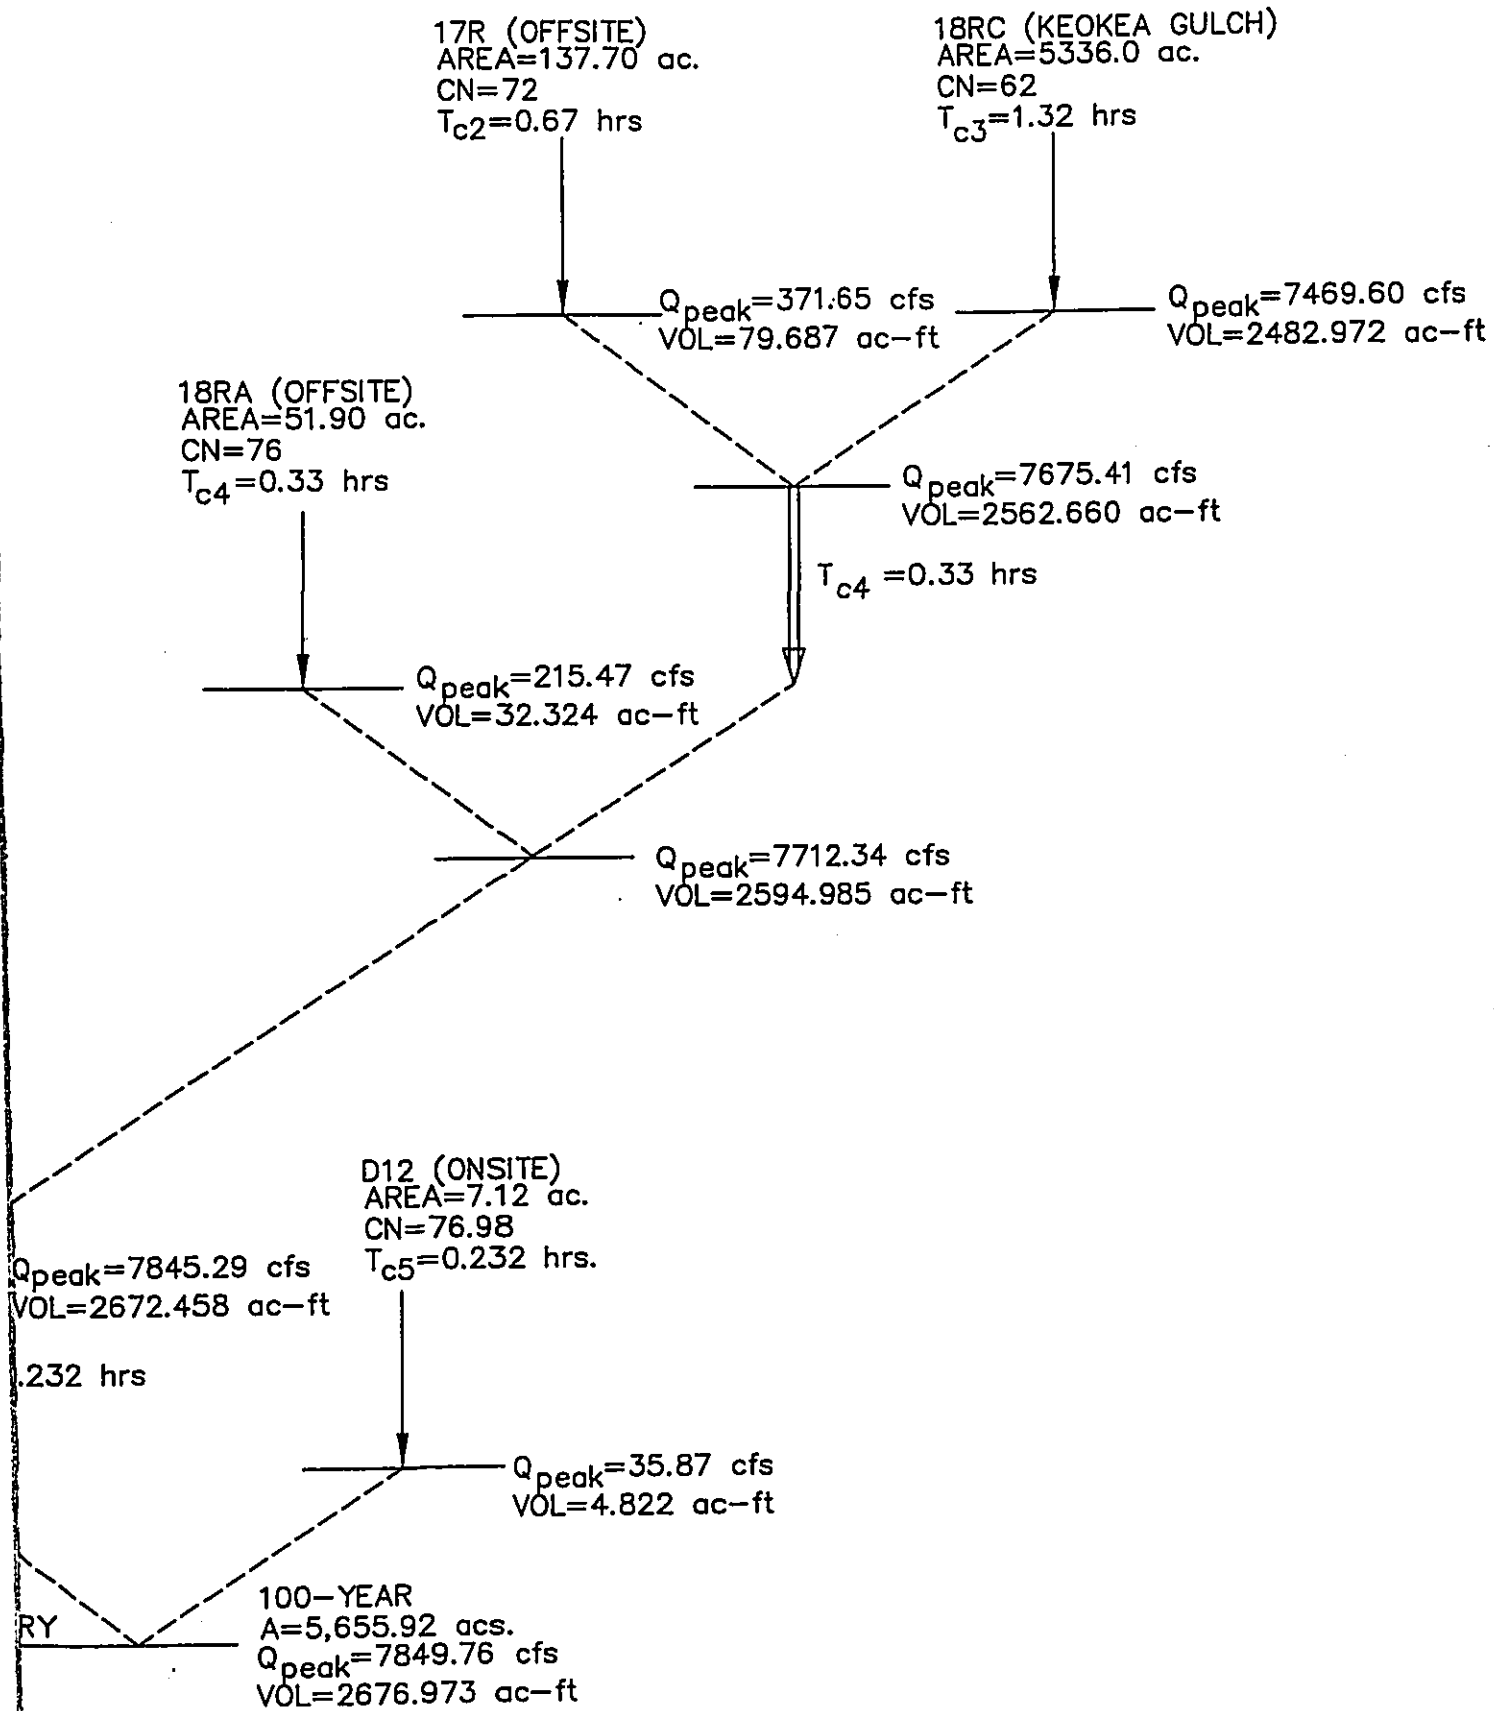 17R (OFFSITE)
AREA=137.70 ac.
CN=72
Tc2=0.67 hrs
18RC (KEOKEA GULCH)
AREA=5336.0 ac.
CN=62
Tc3=1.32 hrs
Qpeak=371.65 cfs
VOL=79.687 ac-ft
Qpeak=7469.60 cfs
VOL=2482.972 ac-ft
18RA (OFFSITE)
AREA=51.90 ac.
CN=76
Tc4=0.33 hrs
Qpeak=7675.41 cfs
VOL=2562.660 ac-ft
Tc4 =0.33 hrs
Qpeak=215.47 cfs
VOL=32.324 ac-ft
Qpeak=7712.34 cfs
VOL=2594.985 ac-ft
D12 (ONSITE)
AREA=7.12 ac.
CN=76.98
Tc5=0.232 hrs.
Qpeak=7845.29 cfs
VOL=2672.458 ac-ft
.232 hrs
Qpeak=35.87 cfs
VOL=4.822 ac-ft
RY
100-YEAR
A=5,655.92 acs.
Qpeak=7849.76 cfs
VOL=2676.973 ac-ft